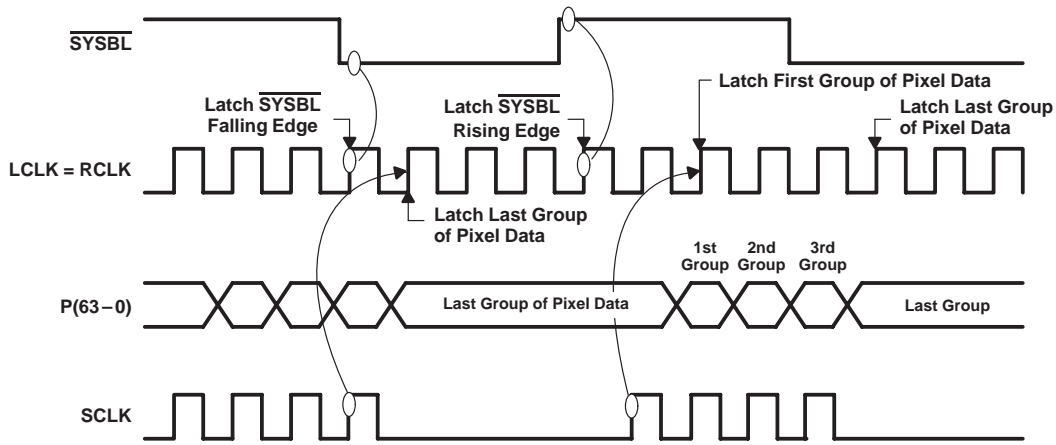 SYSBL
Latch SYSBL
Falling Edge
Latch SYSBL
Rising Edge
Latch First Group of Pixel Data
Latch Last Group
of Pixel Data
LCLK = RCLK
Latch Last Group
of Pixel Data
1st
Group
2nd
Group
3rd
Group
P(63−0)
Last Group of Pixel Data
Last Group
SCLK